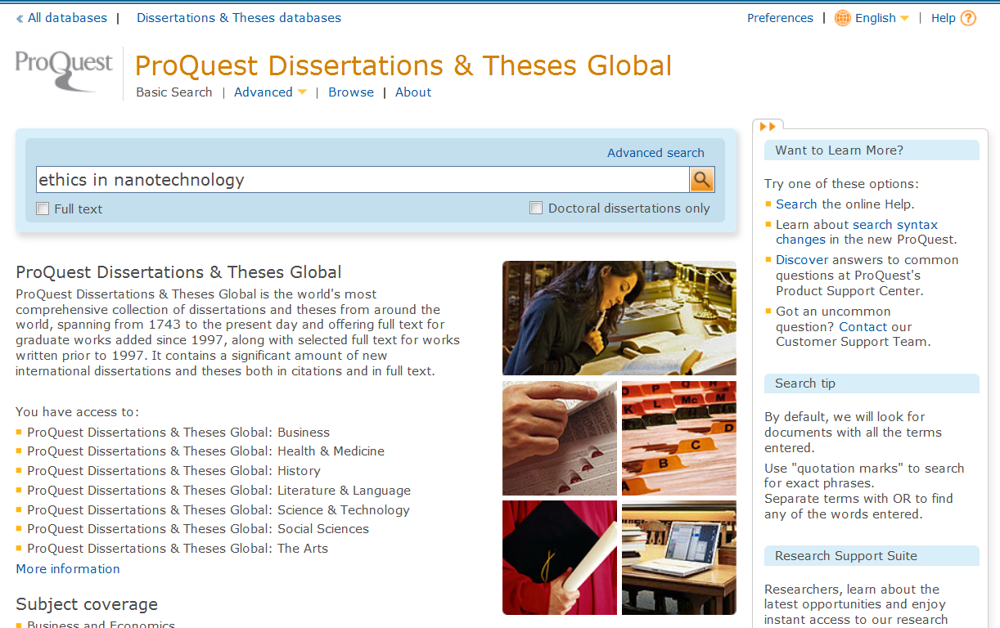 « All databases | Dissertations & Theses databases
Preferences | English | Help ?
ProQuest
ProQuest Dissertations & Theses Global
Basic Search | Advanced | Browse | About
Advanced search
ethics in nanotechnology
Full text
Doctoral dissertations only
ProQuest Dissertations & Theses Global
ProQuest Dissertations & Theses Global is the world's most
comprehensive collection of dissertations and theses from around the
world, spanning from 1743 to the present day and offering full text for
graduate works added since 1997, along with selected full text for works
written prior to 1997. It contains a significant amount of new
international dissertations and theses both in citations and in full text.
You have access to:
ProQuest Dissertations & Theses Global: Business
ProQuest Dissertations & Theses Global: Health & Medicine
ProQuest Dissertations & Theses Global: History
ProQuest Dissertations & Theses Global: Literature & Language
ProQuest Dissertations & Theses Global: Science & Technology
ProQuest Dissertations & Theses Global: Social Sciences
ProQuest Dissertations & Theses Global: The Arts
More information
Subject coverage
Business and Economics
P Q N
K L Mc M
D
C
B
A
Want to Learn More?
Try one of these options:
Search the online Help.
Learn about search syntax
changes in the new ProQuest.
Discover answers to common
questions at ProQuest's
Product Support Center.
Got an uncommon
question? Contact our
Customer Support Team.
Search tip
By default, we will look for
documents with all the terms
entered.
Use "quotation marks" to search
for exact phrases.
Separate terms with OR to find
any of the words entered.
Research Support Suite
Researchers, learn about the
latest opportunities and enjoy
instant access to our research